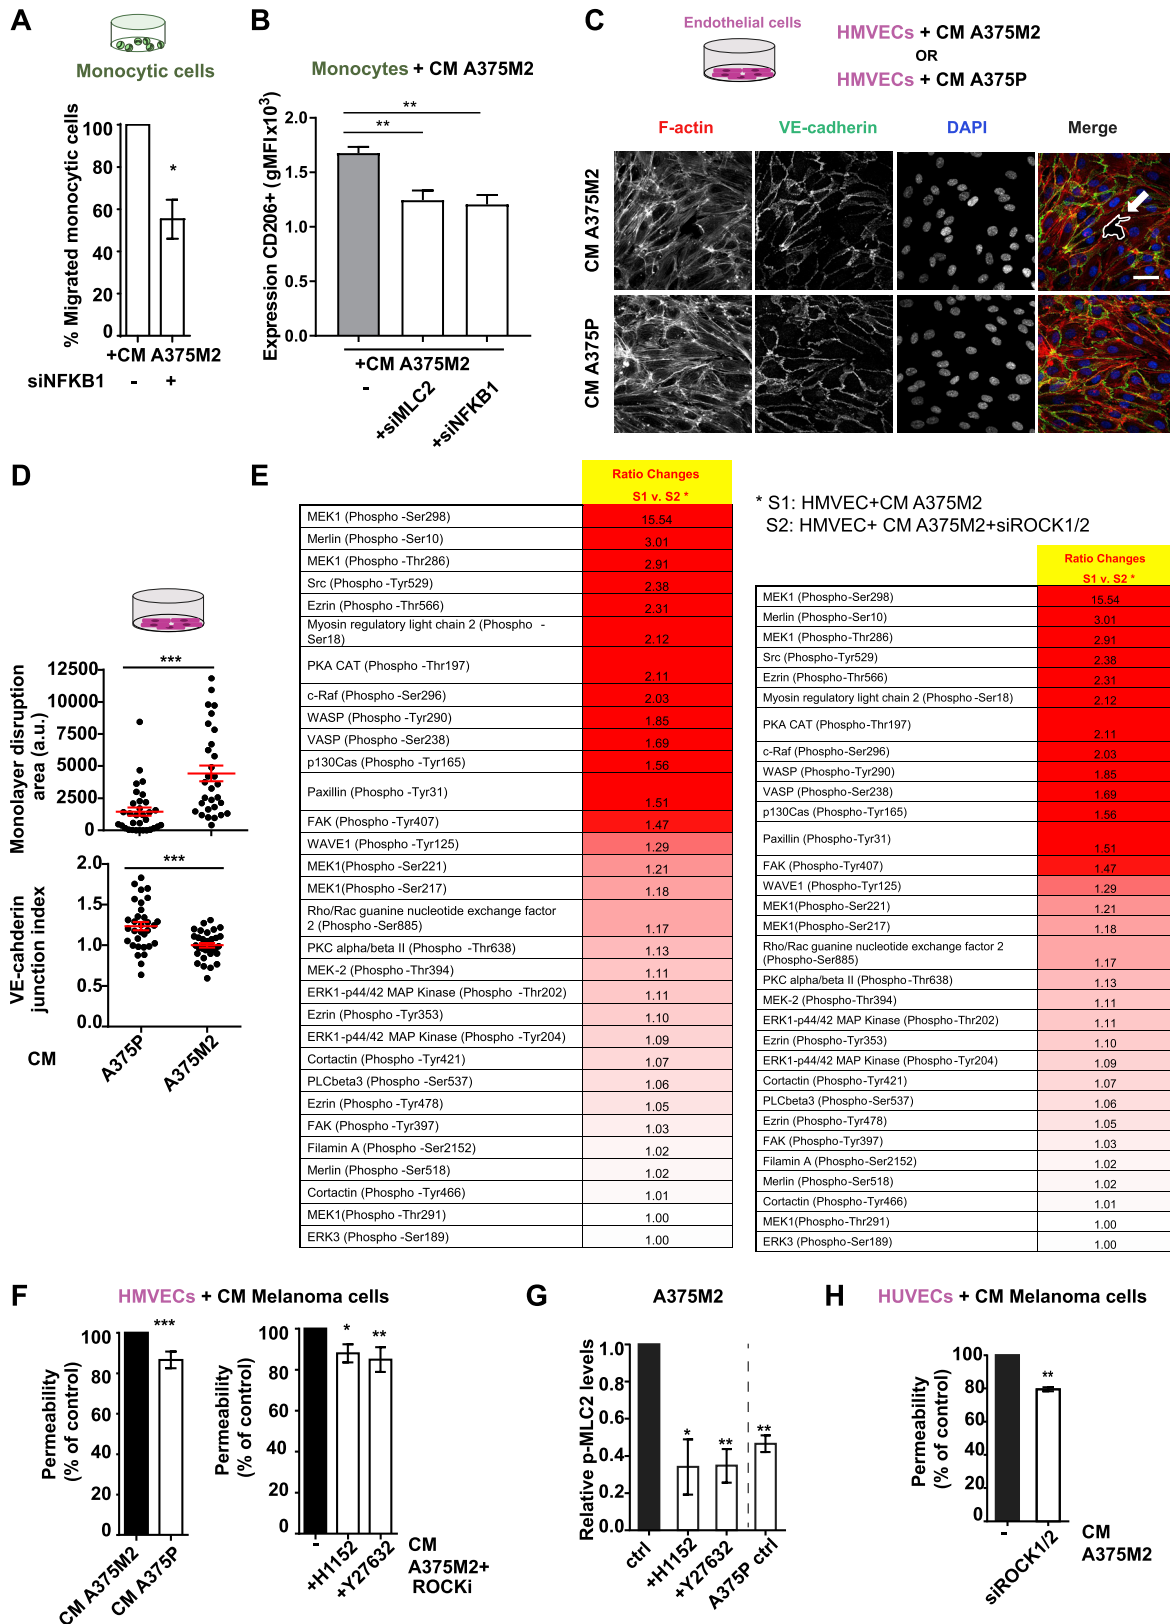 A
Monocytic cells
% Migrated monocytic cells
100
80
60
40
20
0
*
+CM A375M2
siNFKB1 - +
B
Monocytes + CM A375M2
Expression CD206+ (gMFIx10³)
2.0
1.5
1.0
0.5
0.0
**
**
+CM A375M2
-
+siMLC2
+siNFKB1
C
Endothelial cells
HMVECs + CM A375M2
OR
HMVECs + CM A375P
F-actin VE-cadherin DAPI Merge
CM A375M2
CM A375P
D
Monolayer disruption
area (a.u.)
12500
10000
7500
5000
2500
0
***
VE-cahderin
junction index
2.0
1.5
1.0
0.5
0.0
***
CM
A375P
A375M2
E
Ratio Changes
S1 v. S2 *
MEK1 (Phospho -Ser298) 15.54
Merlin (Phospho -Ser10) 3.01
MEK1 (Phospho -Thr286) 2.91
Src (Phospho -Tyr529) 2.38
Ezrin (Phospho -Thr566) 2.31
Myosin regulatory light chain 2 (Phospho -
Ser18) 2.12
PKA CAT (Phospho -Thr197) 2.11
c-Raf (Phospho -Ser296) 2.03
WASP (Phospho -Tyr290) 1.85
VASP (Phospho -Ser238) 1.69
p130Cas (Phospho -Tyr165) 1.56
Paxillin (Phospho -Tyr31) 1.51
FAK (Phospho -Tyr407) 1.47
WAVE1 (Phospho -Tyr125) 1.29
MEK1(Phospho -Ser221) 1.21
MEK1(Phospho -Ser217) 1.18
Rho/Rac guanine nucleotide exchange factor
2 (Phospho -Ser885) 1.17
PKC alpha/beta II (Phospho -Thr638) 1.13
MEK-2 (Phospho -Thr394) 1.11
ERK1-p44/42 MAP Kinase (Phospho -Thr202) 1.11
Ezrin (Phospho -Tyr353) 1.10
ERK1-p44/42 MAP Kinase (Phospho -Tyr204) 1.09
Cortactin (Phospho -Tyr421) 1.07
PLCbeta3 (Phospho -Ser537) 1.06
Ezrin (Phospho -Tyr478) 1.05
FAK (Phospho -Tyr397) 1.03
Filamin A (Phospho -Ser2152) 1.02
Merlin (Phospho -Ser518) 1.02
Cortactin (Phospho -Tyr466) 1.01
MEK1(Phospho -Thr291) 1.00
ERK3 (Phospho -Ser189) 1.00
* S1: HMVEC+CM A375M2
S2: HMVEC+ CM A375M2+siROCK1/2
Ratio Changes
S1 v. S2 *
MEK1 (Phospho-Ser298) 15.54
Merlin (Phospho-Ser10) 3.01
MEK1 (Phospho-Thr286) 2.91
Src (Phospho-Tyr529) 2.38
Ezrin (Phospho-Thr566) 2.31
Myosin regulatory light chain 2 (Phospho-Ser18) 2.12
PKA CAT (Phospho-Thr197) 2.11
c-Raf (Phospho-Ser296) 2.03
WASP (Phospho-Tyr290) 1.85
VASP (Phospho-Ser238) 1.69
p130Cas (Phospho-Tyr165) 1.56
Paxillin (Phospho-Tyr31) 1.51
FAK (Phospho-Tyr407) 1.47
WAVE1 (Phospho-Tyr125) 1.29
MEK1(Phospho-Ser221) 1.21
MEK1(Phospho-Ser217) 1.18
Rho/Rac guanine nucleotide exchange factor 2
(Phospho-Ser885) 1.17
PKC alpha/beta II (Phospho-Thr638) 1.13
MEK-2 (Phospho-Thr394) 1.11
ERK1-p44/42 MAP Kinase (Phospho-Thr202) 1.11
Ezrin (Phospho-Tyr353) 1.10
ERK1-p44/42 MAP Kinase (Phospho-Tyr204) 1.09
Cortactin (Phospho-Tyr421) 1.07
PLCbeta3 (Phospho-Ser537) 1.06
Ezrin (Phospho-Tyr478) 1.05
FAK (Phospho-Tyr397) 1.03
Filamin A (Phospho-Ser2152) 1.02
Merlin (Phospho-Ser518) 1.02
Cortactin (Phospho-Tyr466) 1.01
MEK1(Phospho-Thr291) 1.00
ERK3 (Phospho-Ser189) 1.00
F
HMVECs + CM Melanoma cells
Permeability
(% of control)
100
80
60
40
20
0
***
CM A375M2
CM A375P
Permeability
(% of control)
100
80
60
40
20
0
*
**
-
+H1152
+Y27632
CM
A375M2+
ROCKi
G
A375M2
Relative p-MLC2 levels
1.0
0.8
0.6
0.4
0.2
0.0
*
**
**
ctrl
+H1152
+Y27632
A375P ctrl
H
HUVECs + CM Melanoma cells
Permeability
(% of control)
100
80
60
40
20
0
**
-
siROCK1/2
CM
A375M2